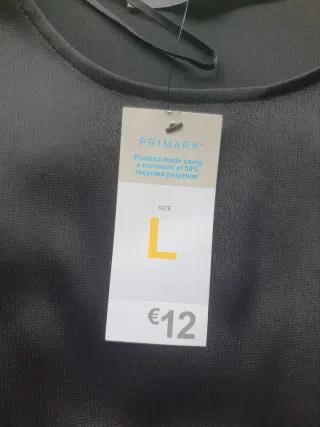 PRIMARK®
Product made using
a minimum of 50%
recycled polyester
SIZE
L
€12